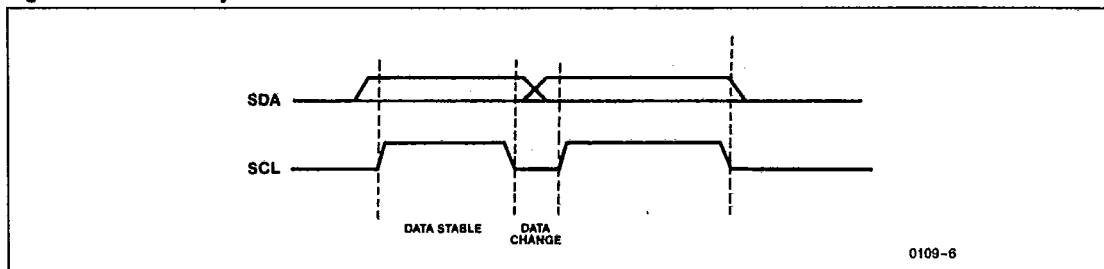 SDA
SCL
DATA STABLE
DATA
CHANGE
0109-6